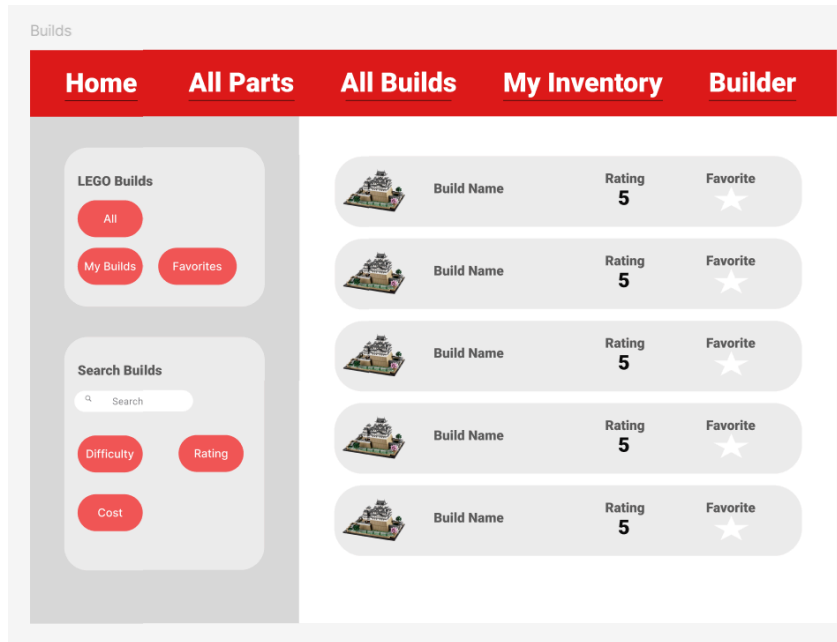 Builds
Home All Parts All Builds My Inventory Builder
LEGO Builds
All
My Builds Favorites
Search Builds
Search
Difficulty Rating
Cost
Build Name Rating Favorite
5
Build Name Rating Favorite
5
Build Name Rating Favorite
5
Build Name Rating Favorite
5
Build Name Rating Favorite
5